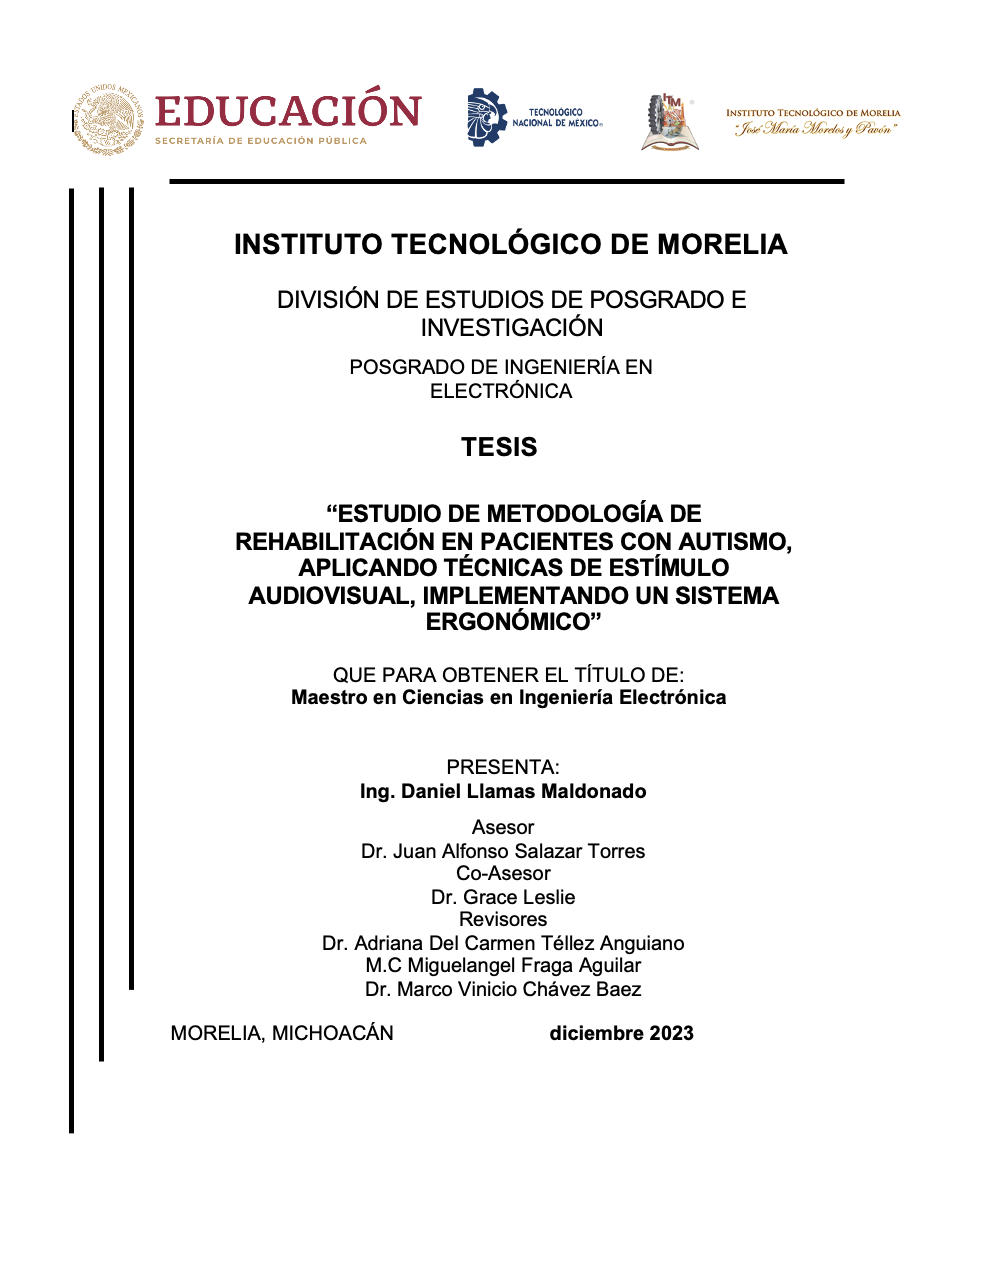 EDUCACIÓN
SECRETARÍA DE EDUCACIÓN PÚBLICA
ESTADOS UNIDOS MEXICANOS
TECNOLÓGICO
NACIONAL DE MÉXICO
ITM
INSTITUTO TECNOLÓGICO DE MORELIA
“José María Morelos y Pavón”
INSTITUTO TECNOLÓGICO DE MORELIA
DIVISIÓN DE ESTUDIOS DE POSGRADO E
INVESTIGACIÓN
POSGRADO DE INGENIERÍA EN
ELECTRÓNICA
TESIS
“ESTUDIO DE METODOLOGÍA DE
REHABILITACIÓN EN PACIENTES CON AUTISMO,
APLICANDO TÉCNICAS DE ESTÍMULO
AUDIOVISUAL, IMPLEMENTANDO UN SISTEMA
ERGONÓMICO”
QUE PARA OBTENER EL TÍTULO DE:
Maestro en Ciencias en Ingeniería Electrónica
PRESENTA:
Ing. Daniel Llamas Maldonado
Asesor
Dr. Juan Alfonso Salazar Torres
Co-Asesor
Dr. Grace Leslie
Revisores
Dr. Adriana Del Carmen Téllez Anguiano
M.C Miguelangel Fraga Aguilar
Dr. Marco Vinicio Chávez Baez
MORELIA, MICHOACÁN diciembre 2023